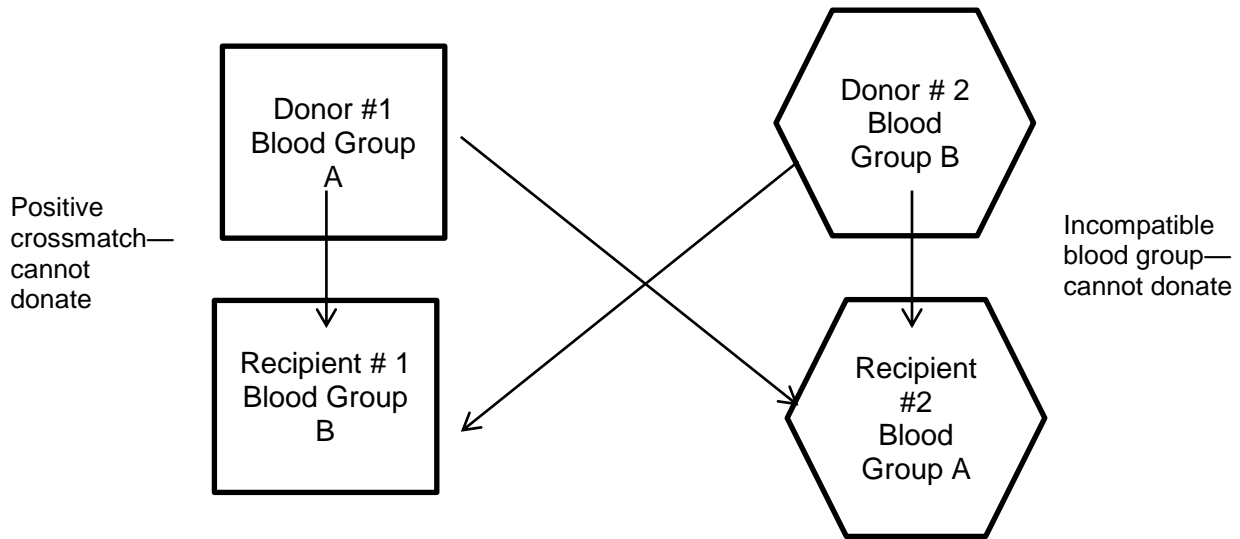 Donor #1
Blood Group
A
Donor # 2
Blood
Group B
Positive
crossmatch—
cannot
donate
Incompatible
blood group—
cannot donate
Recipient # 1
Blood Group
B
Recipient
#2
Blood
Group A